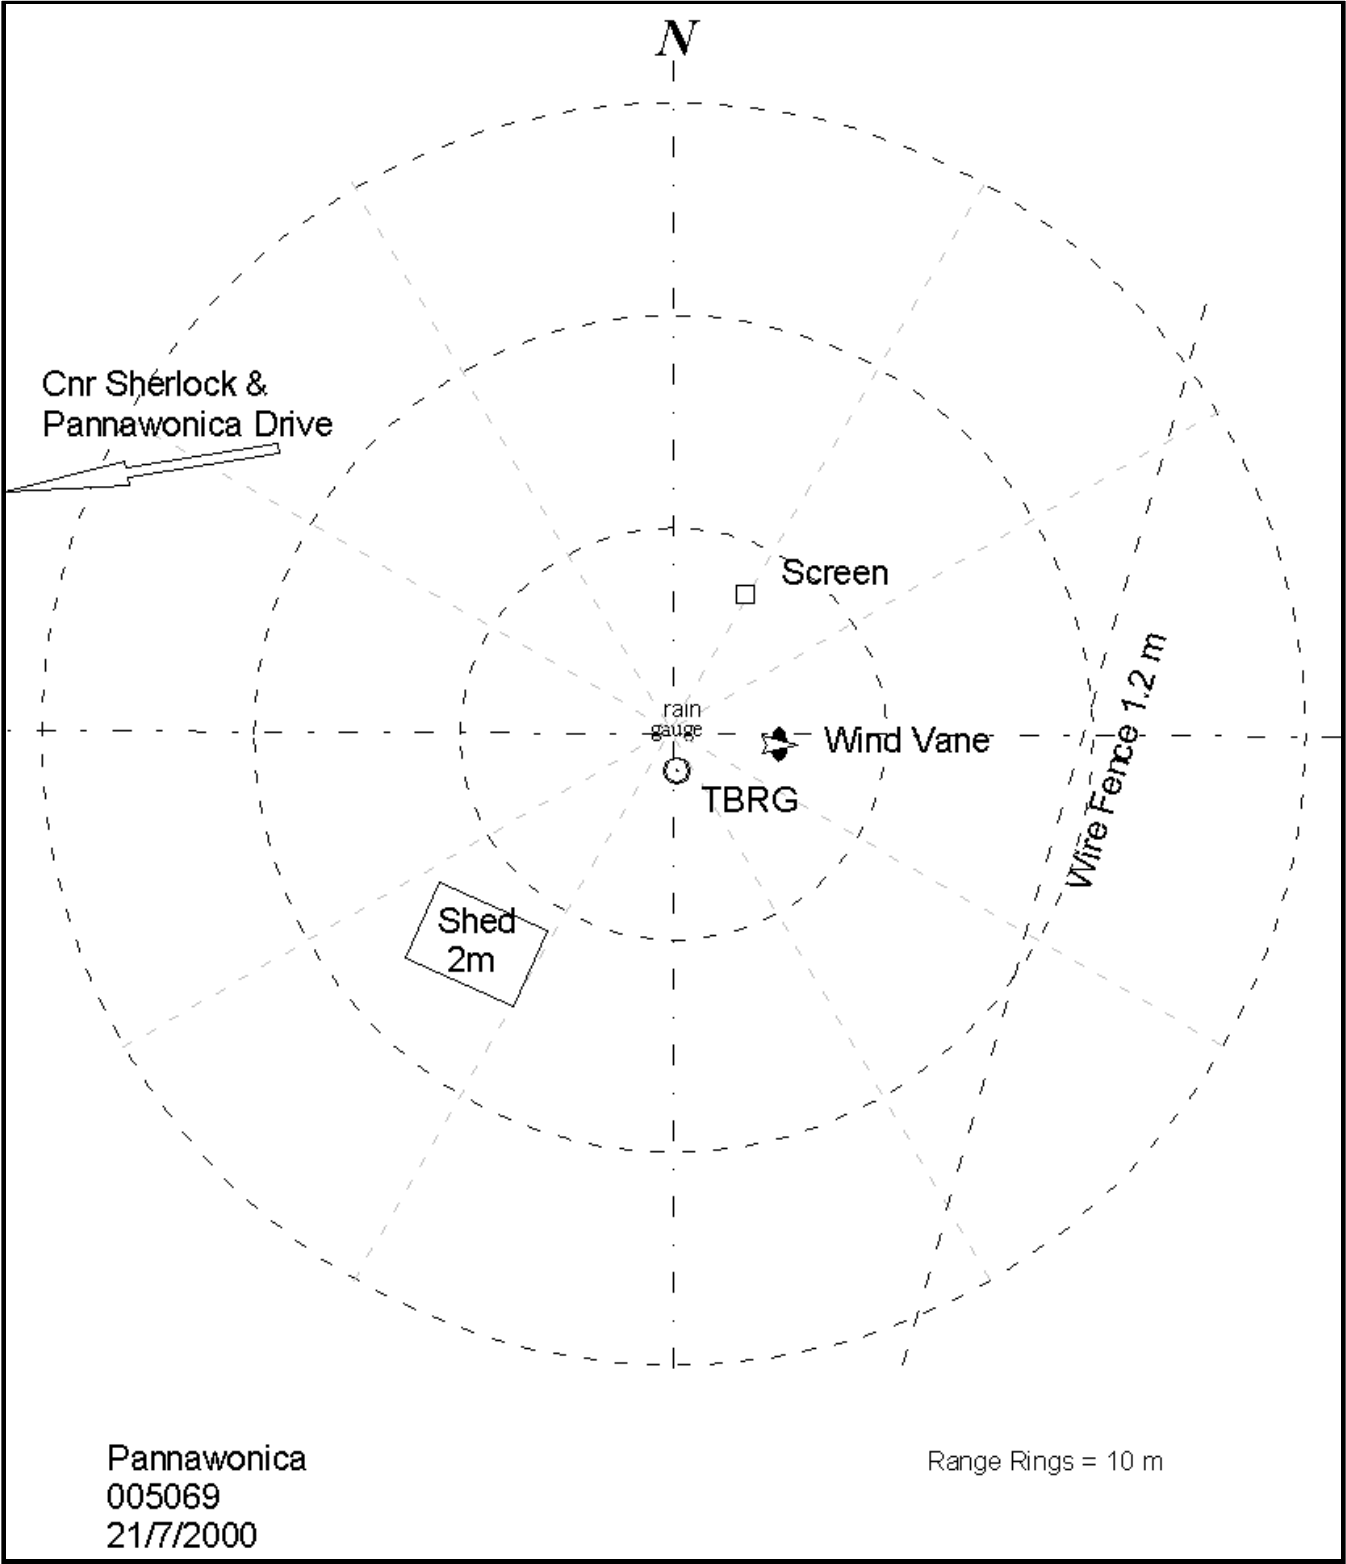 N
Cnr Sherlock &
Pannawonica Drive
Screen
rain
gauge
Wind Vane
TBRG
Wire Fence 1.2 m
Shed
2m
Pannawonica
005069
21/7/2000
Range Rings = 10 m